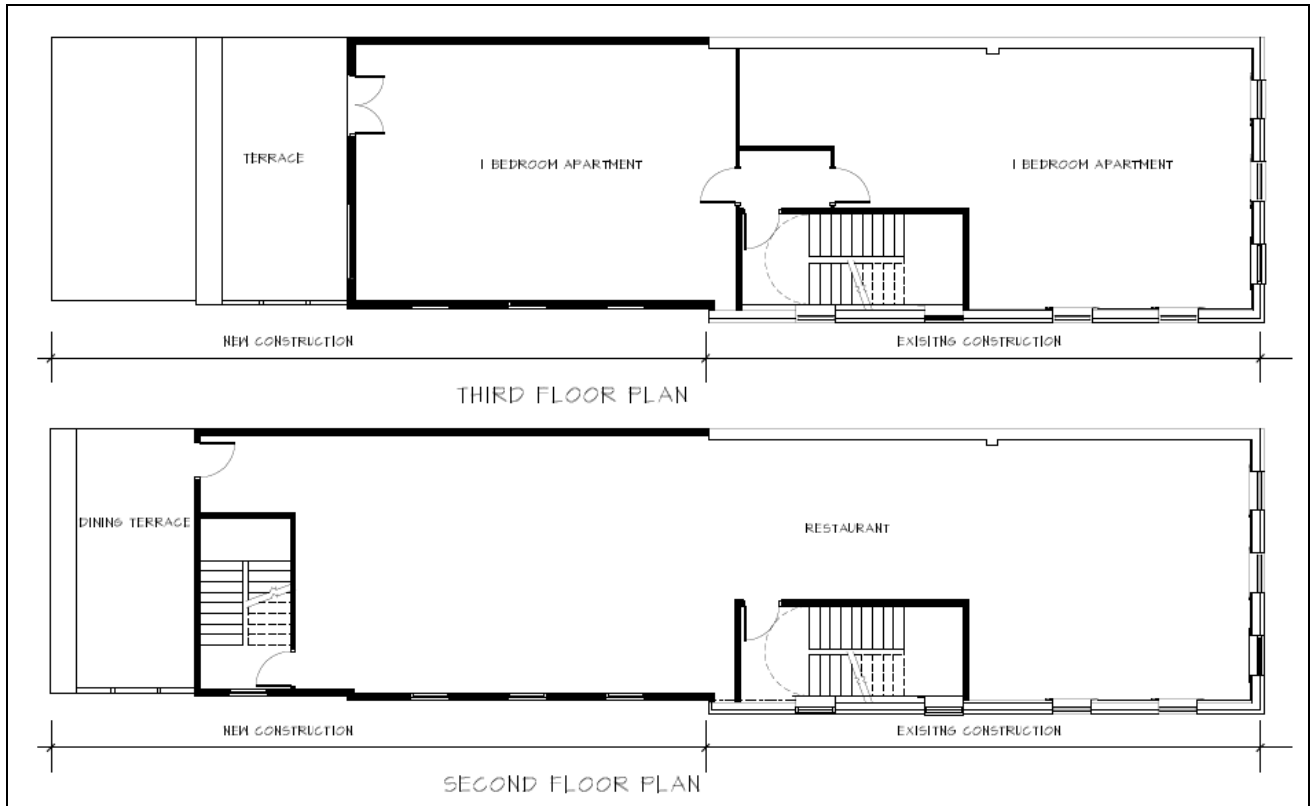 TERRACE
1 BEDROOM APARTMENT
1 BEDROOM APARTMENT
NEW CONSTRUCTION
EXISITNG CONSTRUCTION
THIRD FLOOR PLAN
DINING TERRACE
RESTAURANT
NEW CONSTRUCTION
EXISITNG CONSTRUCTION
SECOND FLOOR PLAN